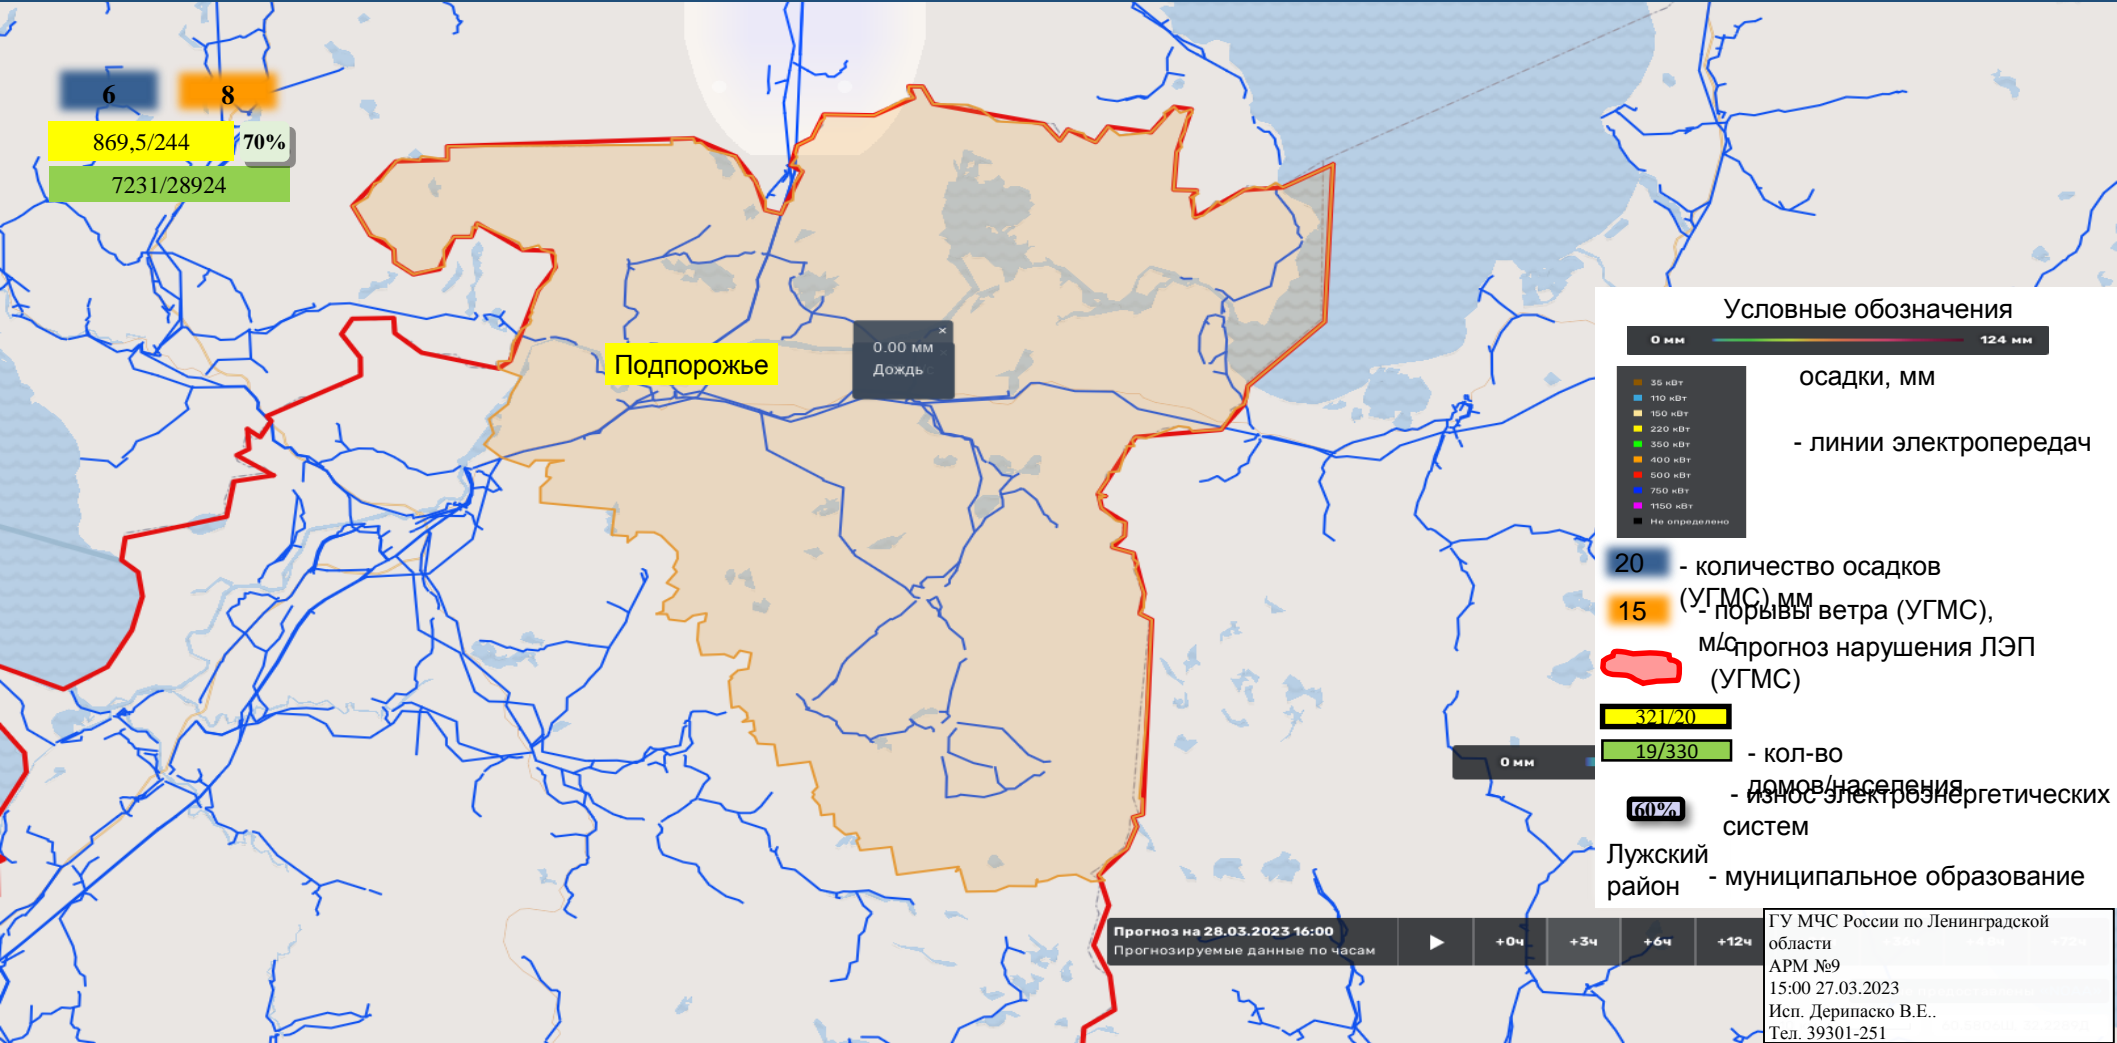 6
8
869,5/244
70%
7231/28924
Подпорожье
×
0.00 мм
Дождь
Условные обозначения
0 мм
124 мм
осадки, мм
35 кВт
110 кВт
150 кВт
220 кВт
350 кВт
400 кВт
500 кВт
750 кВт
1150 кВт
Не определено
- линии электропередач
20
- количество осадков
(УГМС),мм
15
- порывы ветра (УГМС),
м/с
- прогноз нарушения ЛЭП
(УГМС)
321/20
19/330
- кол-во
домов/населения
60%
- износ электроэнергетических
систем
Лужский
район
- муниципальное образование
0 мм
Прогноз на 28.03.2023 16:00
Прогнозируемые данные по часам
+0ч
+3ч
+6ч
+12ч
ГУ МЧС России по Ленинградской
области
АРМ №9
15:00 27.03.2023
Исп. Дерипаско В.Е..
Тел. 39301-251